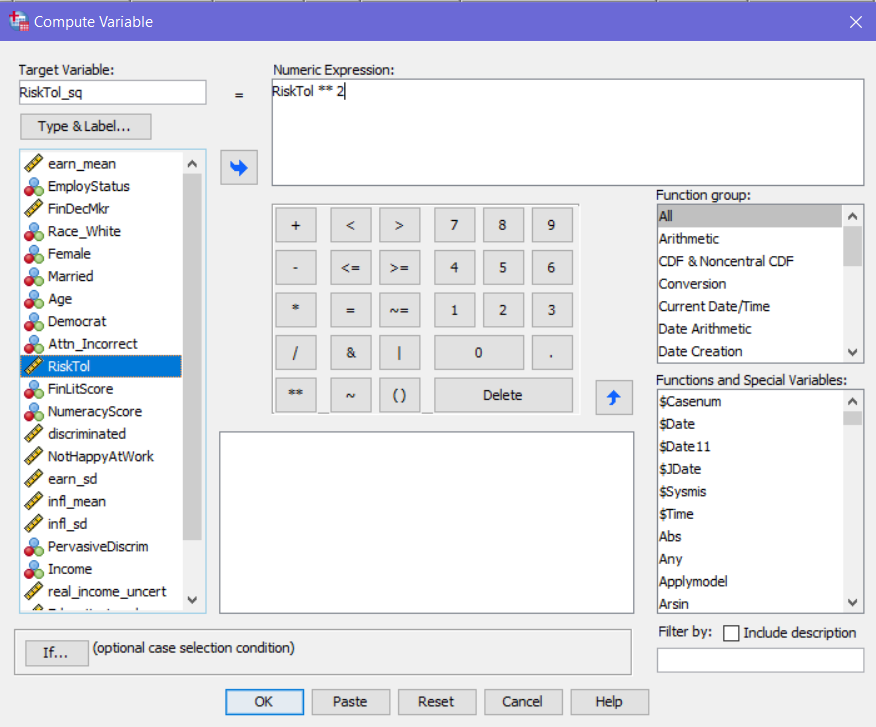 Compute Variable
Target Variable:
RiskTol_sq
=
Numeric Expression:
RiskTol ** 2
Type & Label...
earn_mean
EmployStatus
FinDecMkr
Race_White
Female
Married
Age
Democrat
Attn_Incorrect
RiskTol
FinLitScore
NumeracyScore
discriminated
NotHappyAtWork
earn_sd
infl_mean
infl_sd
PervasiveDiscrim
Income
real_income_uncert
+ < > 7 8 9
- <= >= 4 5 6
* = ~= 1 2 3
/ & | 0 .
** ~ () Delete
Function group:
All
Arithmetic
CDF & Noncentral CDF
Conversion
Current Date/Time
Date Arithmetic
Date Creation
Functions and Special Variables:
$Casenum
$Date
$Date11
$JDate
$Sysmis
$Time
Abs
Any
Applymodel
Arsin
Filter by: Include description
If... (optional case selection condition)
OK Paste Reset Cancel Help